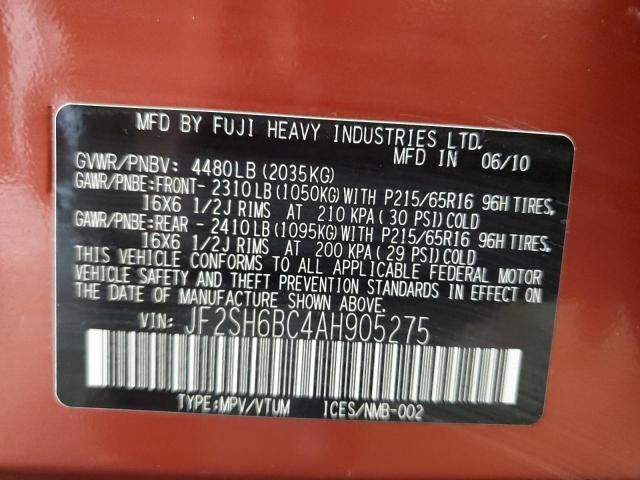 MFD BY FUJI HEAVY INDUSTRIES LTD.
MFD IN 06/10
GVWR/PNBV: 4480LB (2035KG)
GAWR/PNBE:FRONT- 2310LB(1050KG)WITH P215/65R16 96H TIRES,
16X6 1/2J RIMS AT 210 KPA( 30 PSI)COLD
GAWR/PNBE:REAR - 2410LB(1095KG)WITH P215/65R16 96H TIRES,
16X6 1/2J RIMS AT 200 KPA( 29 PSI)COLD
THIS VEHICLE CONFORMS TO ALL APPLICABLE FEDERAL MOTOR
VEHICLE SAFETY AND THEFT PREVENTION STANDARDS IN EFFECT ON
THE DATE OF MANUFACTURE SHOWN ABOVE.
VIN: JF2SH6BC4AH905275
TYPE:MPV/VTUM ICES/NMB-002